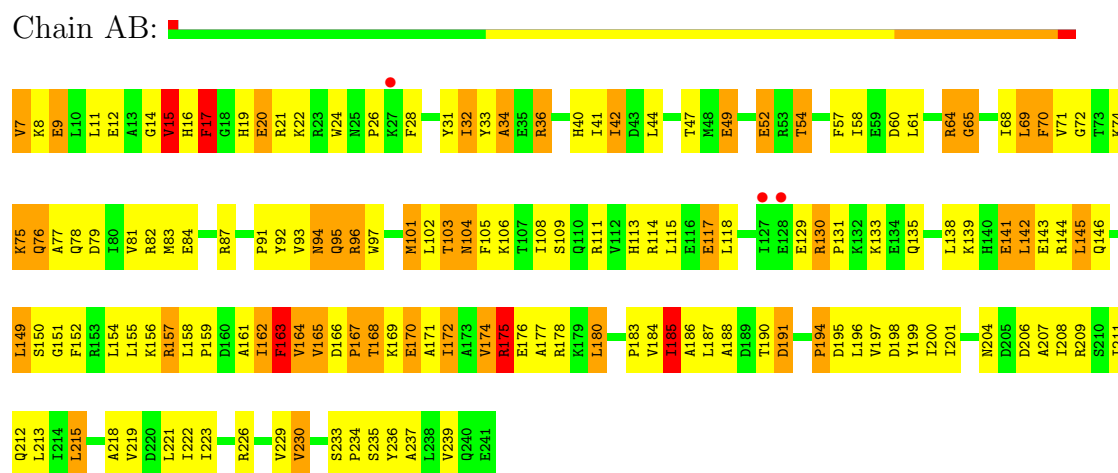 Chain AB:
V7 K8 E9 L10 L11 E12 A13 G14 V15 H16 F17 G18 H19 E20 R21 K22 R23 W24 N25 P26 K27 F28 Y31 I32 Y33 A34 E35 R36 H40 I41 I42 D43 L44 T47 M48 E49 E52 R53 T54 F57 I58 E59 D60 L61 R64 G65 I68 L69 F70 V71 G72 T73
K75 Q76 A77 Q78 D79 I80 V81 R82 M83 E84 R87 P91 Y92 V93 N94 Q95 R96 W97 M101 L102 T103 N104 F105 K106 T107 I108 S109 Q110 R111 V112 H113 R114 L115 E116 E117 L118 I127 E128 E129 R130 P131 K132 K133 E134 Q135 L138 K139 H140 E141 L142 E143 R144 L145 Q146
L149 S150 G151 F152 R153 L154 L155 K156 R157 L158 P159 D160 A161 I162 F163 V164 V165 D166 P167 T168 K169 E170 A171 I172 A173 V174 R175 E176 A177 R178 K179 L180 P183 V184 I185 A186 L187 A188 D189 T190 D191 P194 D195 L196 V197 D198 Y199 I200 I201 N204 D205 D206 A207 I208 R209 S210
Q212 L213 I214 L215 A218 V219 D220 L221 I222 I223 R226 V229 V230 S233 P234 S235 Y236 A237 L238 V239 Q240 E241